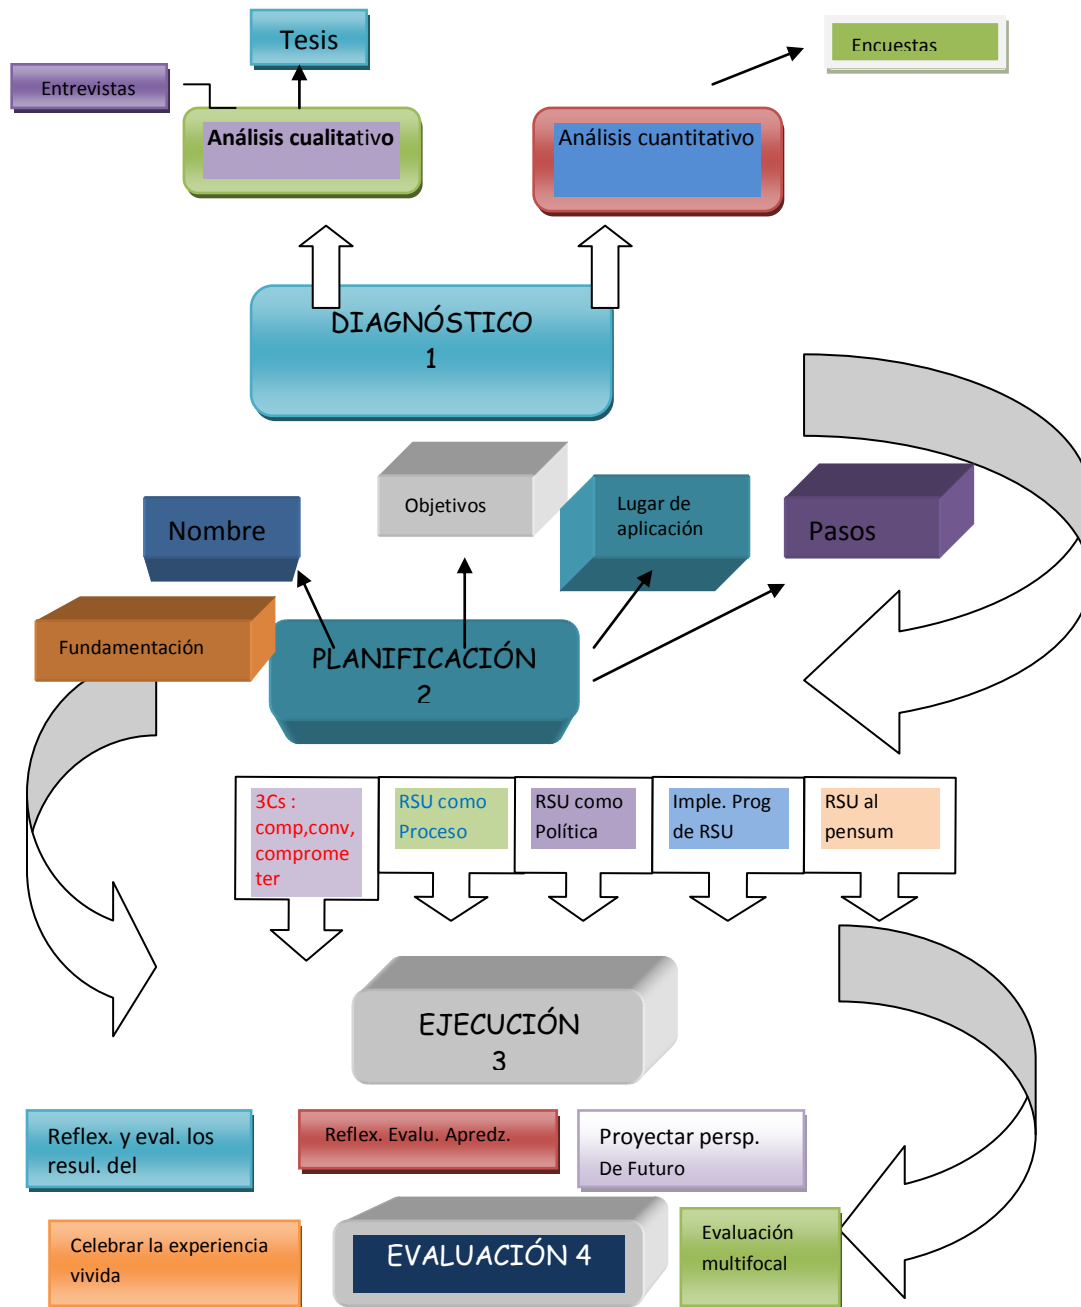 Tesis
Encuestas
Entrevistas
Análisis cualitativo
Análisis cuantitativo
DIAGNÓSTICO
1
Objetivos
Lugar de
aplicación
Nombre
Pasos
Fundamentación
PLANIFICACIÓN
2
3Cs :
comp,conv,
comprome
ter
RSU como
Proceso
RSU como
Política
Imple. Prog
de RSU
RSU al
pensum
EJECUCIÓN
3
Reflex. y eval. los
resul. del
Reflex. Evalu. Apredz.
Proyectar persp.
De Futuro
Celebrar la experiencia
vivida
EVALUACIÓN 4
Evaluación
multifocal